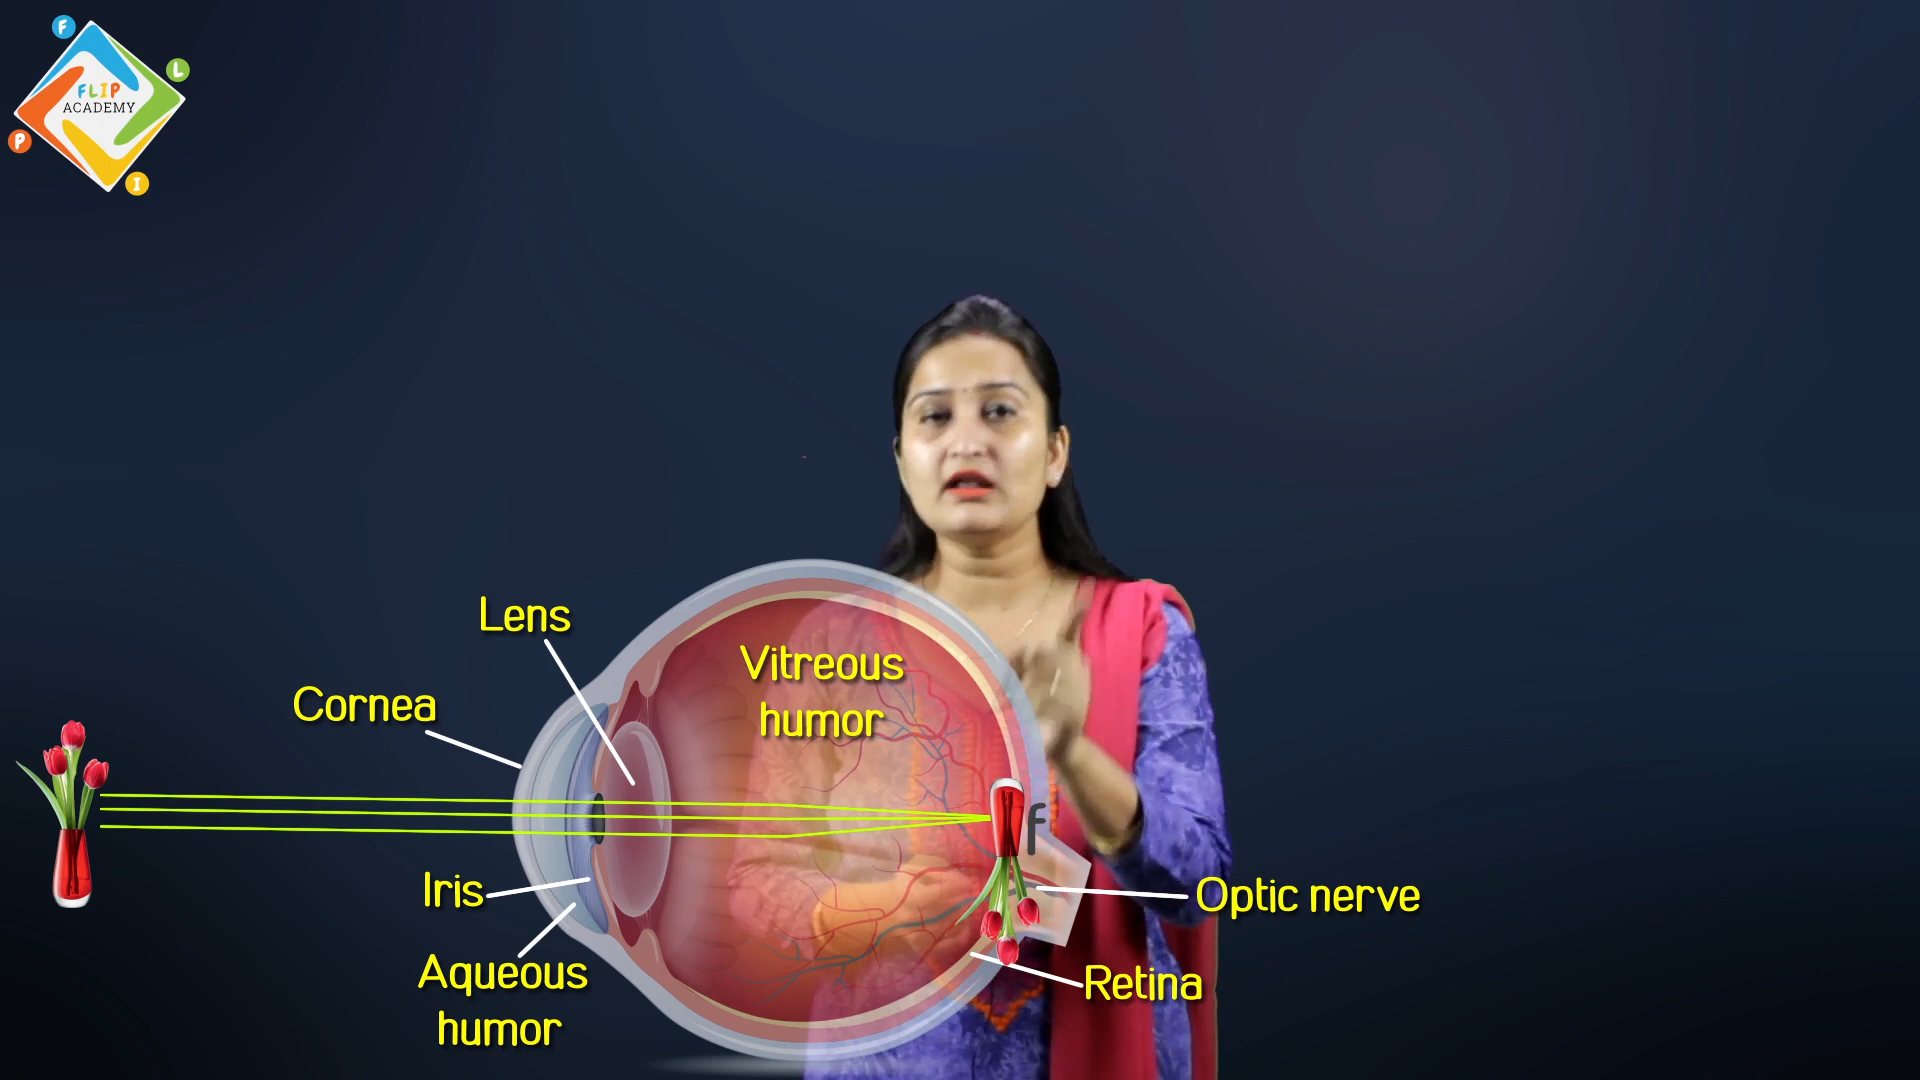 F
L
FLIP
ACADEMY
P
I
Lens
Vitreous
humor
Cornea
f
Iris
Optic nerve
Aqueous
humor
Retina